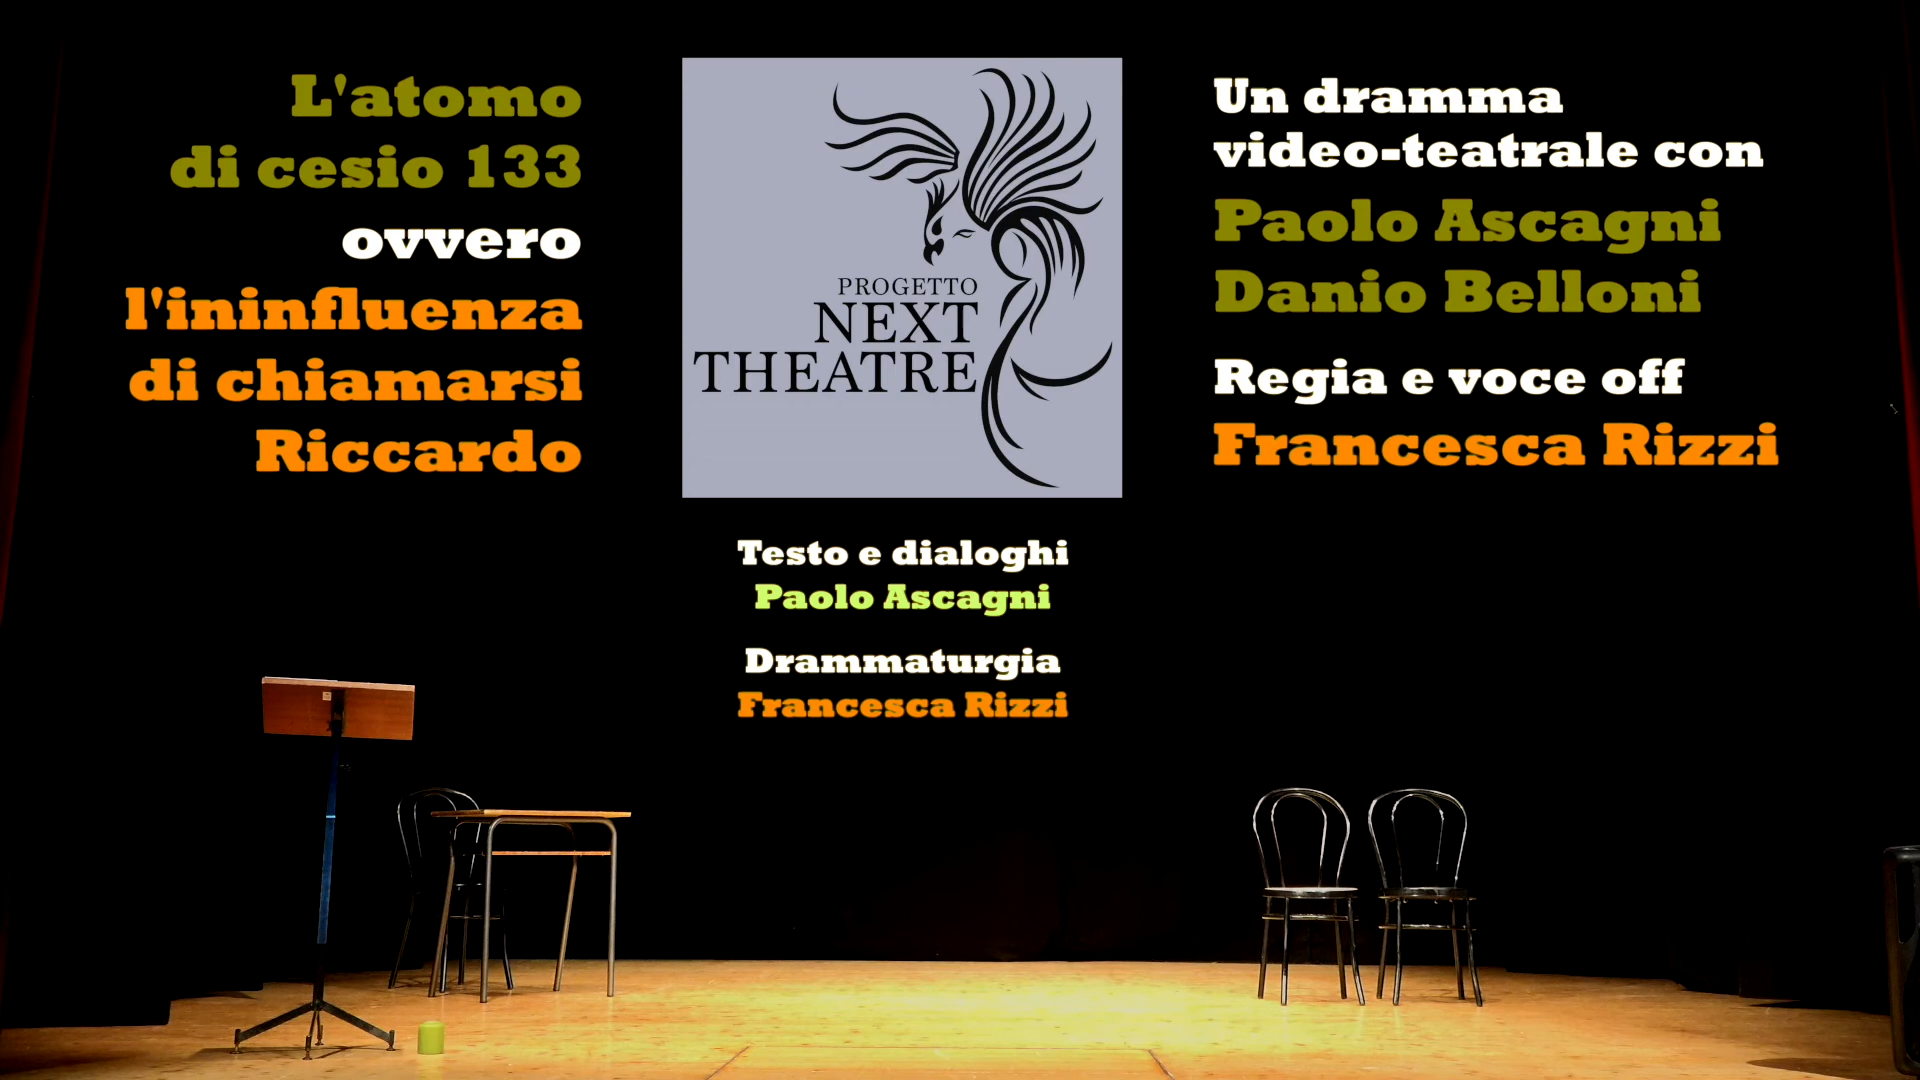 L'atomo
di cesio 133
ovvero
l'ininfluenza
di chiamarsi
Riccardo
PROGETTO
NEXT
THEATRE
Un dramma
video-teatrale con
Paolo Ascagni
Danio Belloni
Regia e voce off
Francesca Rizzi
Testo e dialoghi
Paolo Ascagni
Drammaturgia
Francesca Rizzi